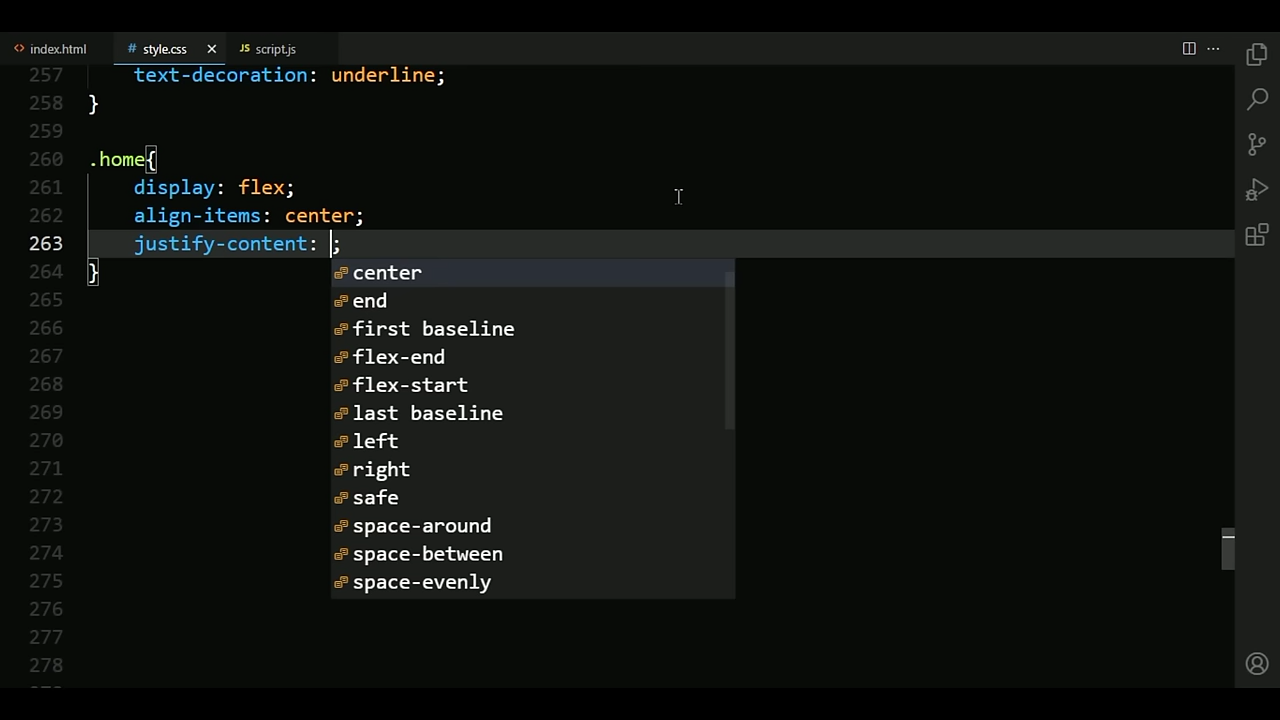 index.html style.css script.js
257 text-decoration: underline;
258 }
259
260 .home{
261 display: flex;
262 align-items: center;
263 justify-content: ;
264 }
center
265 end
266 first baseline
267 flex-end
268 flex-start
269 last baseline
270 left
271 right
272 safe
273 space-around
274 space-between
275 space-evenly
276
277
278